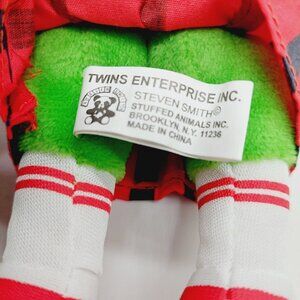 TWINS ENTERPRISE INC.
STEVEN SMITH©
STUFFED ANIMALS INC.
BROOKLYN, N.Y. 11236
MADE IN CHINA